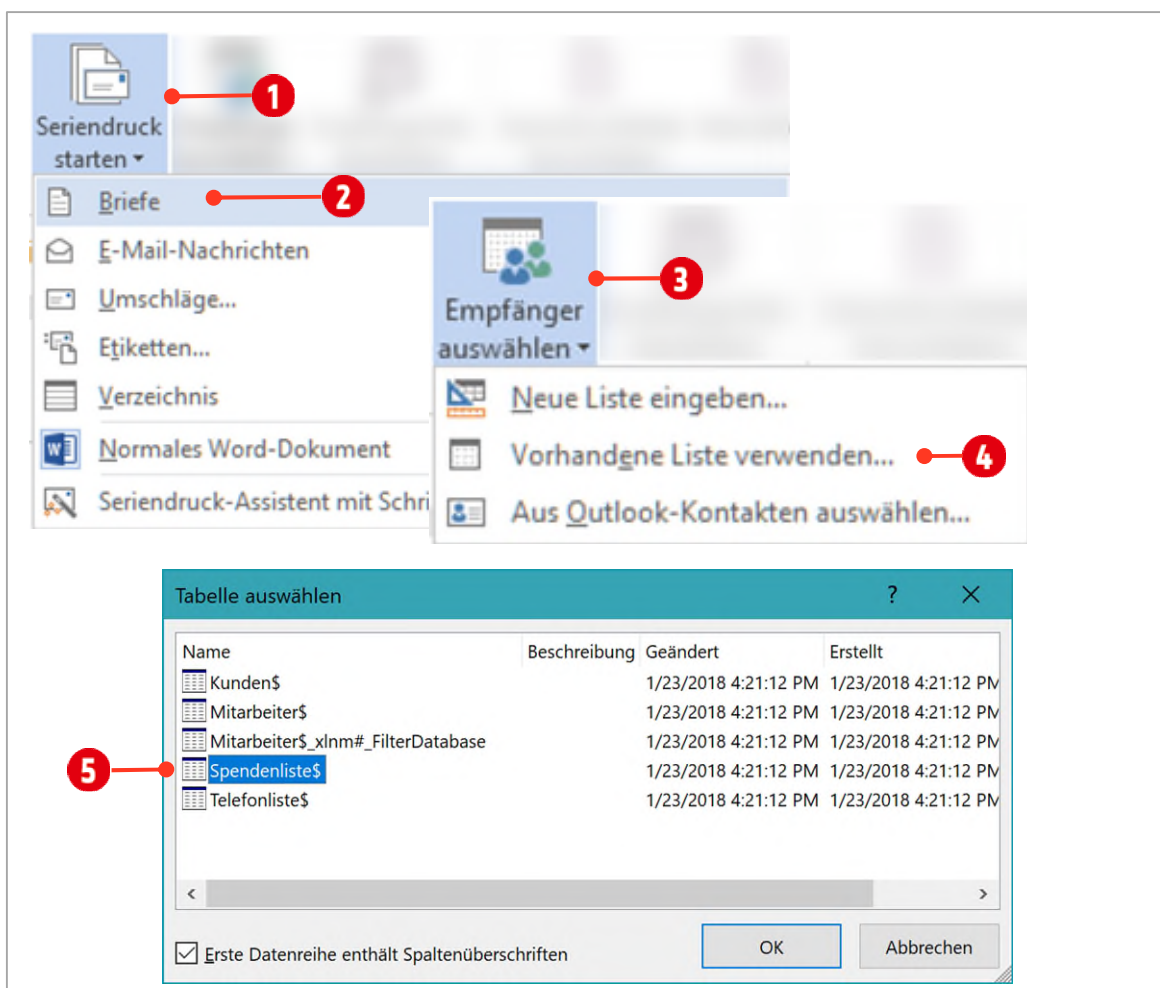 1
Seriendruck
starten
Briefe
2
E-Mail-Nachrichten
Umschläge...
Etiketten...
Verzeichnis
Normales Word-Dokument
Seriendruck-Assistent mit Schri
3
Empfänger
auswählen
Neue Liste eingeben...
Vorhandene Liste verwenden...
4
Aus Outlook-Kontakten auswählen...
Tabelle auswählen ? X
Name Beschreibung Geändert Erstellt
Kunden$ 1/23/2018 4:21:12 PM 1/23/2018 4:21:12 PM
Mitarbeiter$ 1/23/2018 4:21:12 PM 1/23/2018 4:21:12 PM
Mitarbeiter$_xlnm#_FilterDatabase 1/23/2018 4:21:12 PM 1/23/2018 4:21:12 PM
5 Spendenliste$ 1/23/2018 4:21:12 PM 1/23/2018 4:21:12 PM
Telefonliste$ 1/23/2018 4:21:12 PM 1/23/2018 4:21:12 PM
Erste Datenreihe enthält Spaltenüberschriften OK Abbrechen